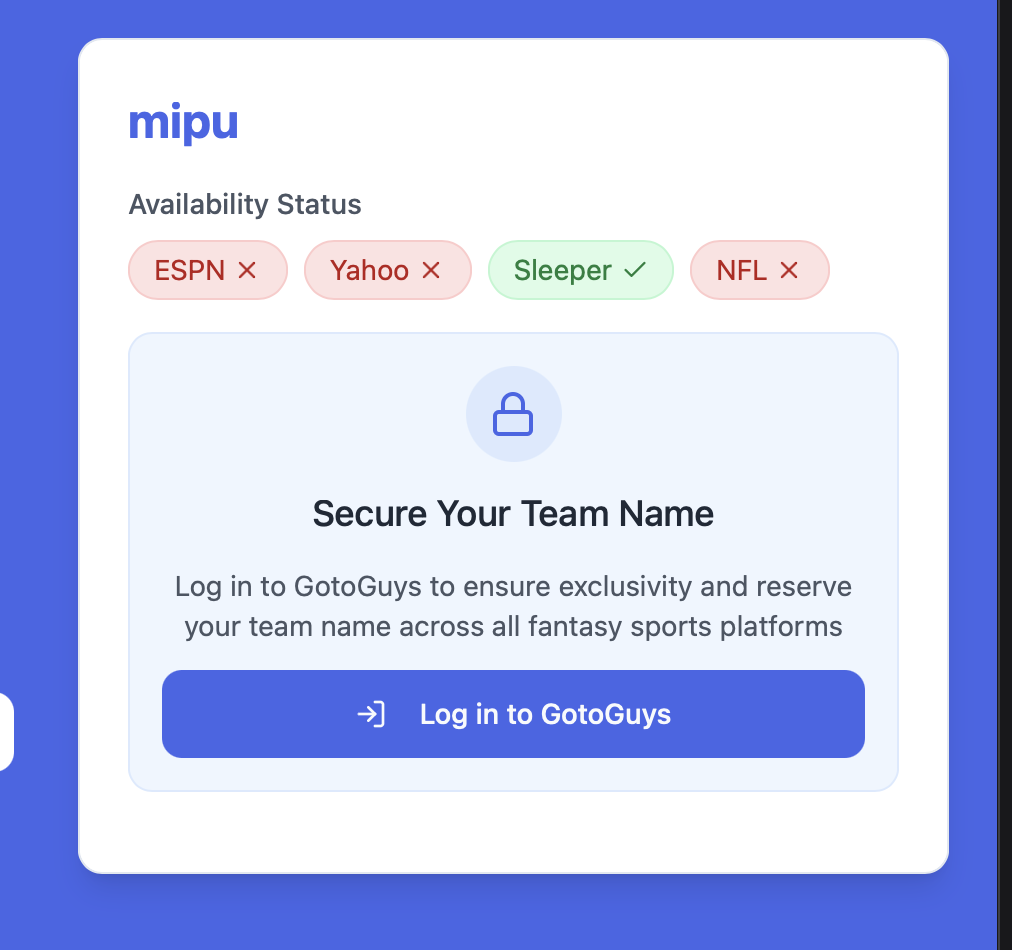 mipu
Availability Status
ESPN Yahoo Sleeper NFL
Secure Your Team Name
Log in to GotoGuys to ensure exclusivity and reserve
your team name across all fantasy sports platforms
Log in to GotoGuys